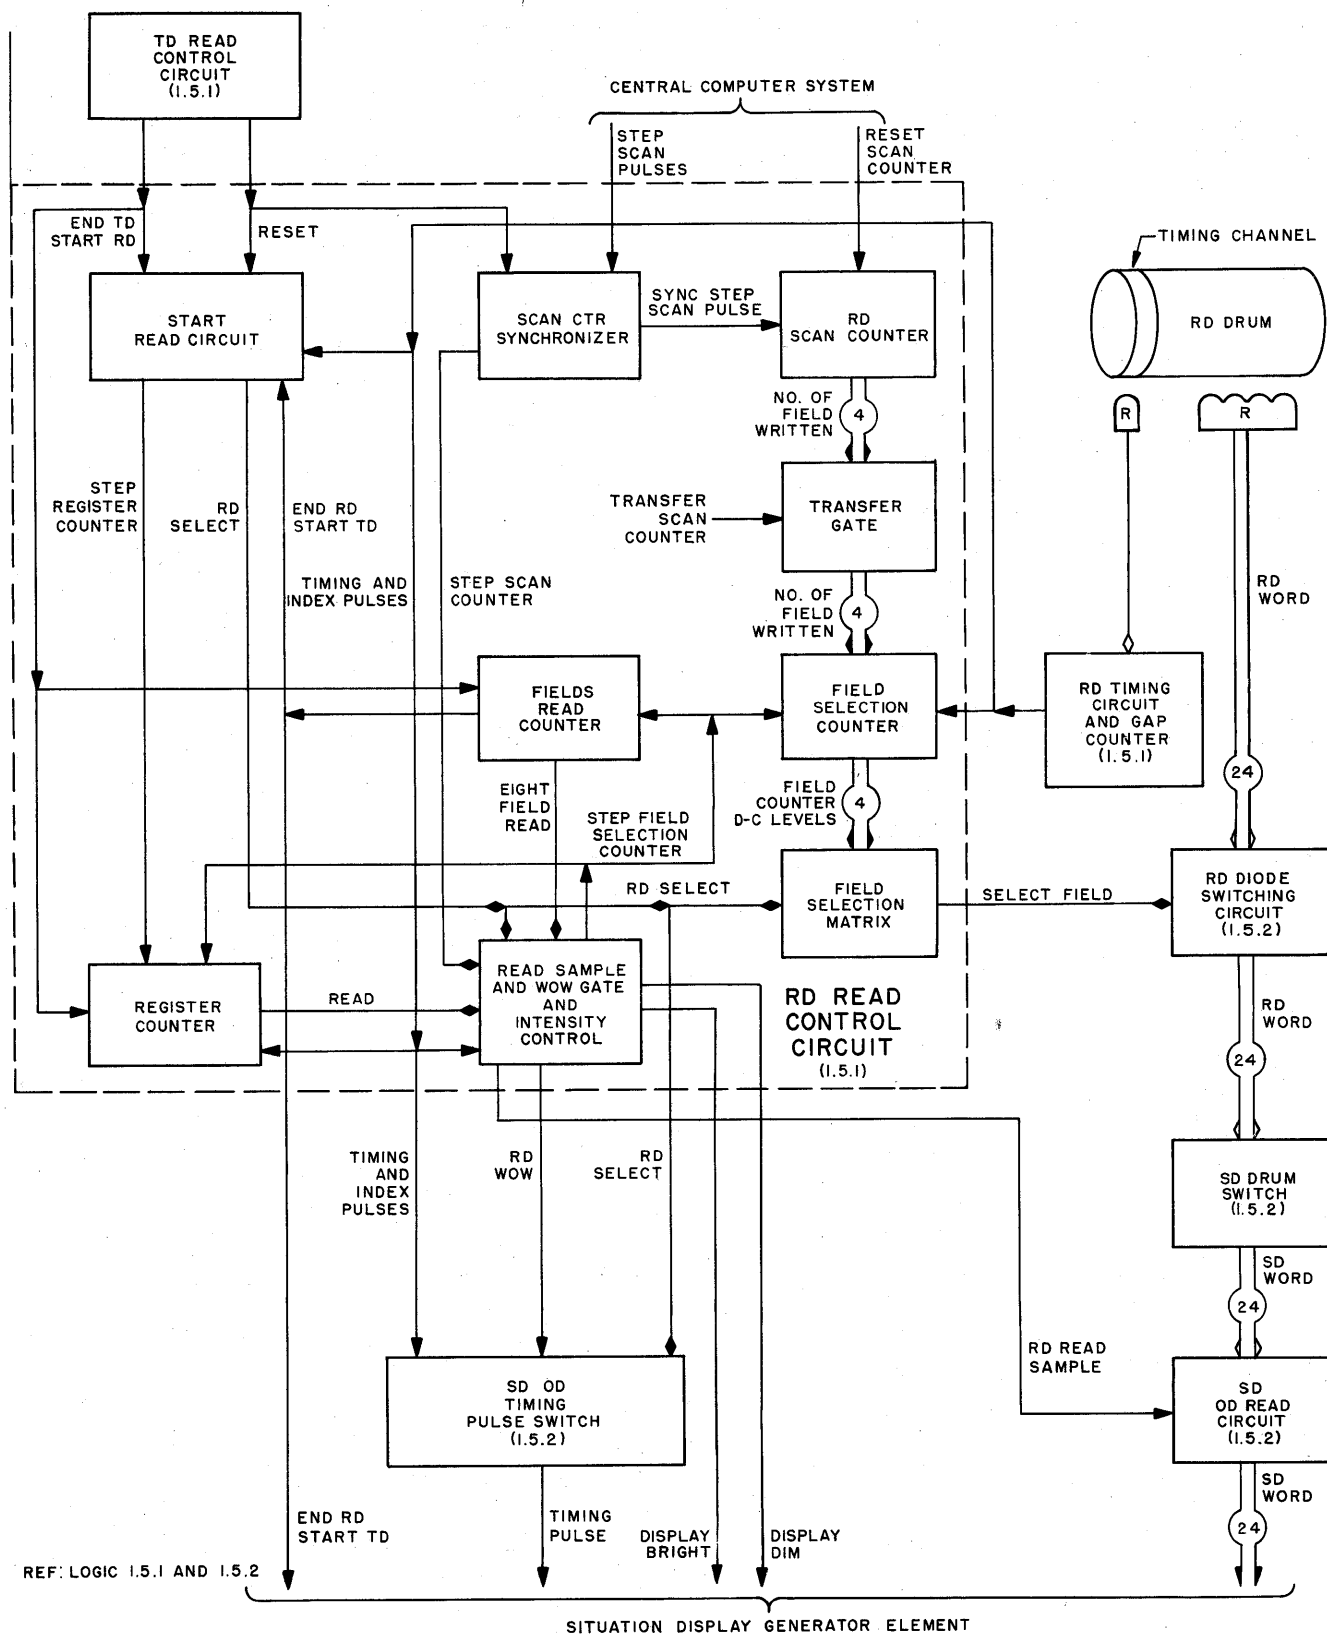 TD READ
CONTROL
CIRCUIT
(1.5.1)
CENTRAL COMPUTER SYSTEM
STEP
SCAN
PULSES
RESET
SCAN
COUNTER
END TD
START RD
RESET
TIMING CHANNEL
START
READ CIRCUIT
SCAN CTR
SYNCHRONIZER
SYNC STEP
SCAN PULSE
RD
SCAN COUNTER
RD DRUM
NO. OF
FIELD
WRITTEN
4
R
R
STEP
REGISTER
COUNTER
RD
SELECT
END RD
START TD
TRANSFER
SCAN
COUNTER
TRANSFER
GATE
TIMING AND
INDEX PULSES
STEP SCAN
COUNTER
NO. OF
FIELD
WRITTEN
4
RD
WORD
FIELDS
READ
COUNTER
FIELD
SELECTION
COUNTER
RD TIMING
CIRCUIT
AND GAP
COUNTER
(1.5.1)
24
EIGHT
FIELD
READ
STEP FIELD
SELECTION
COUNTER
FIELD
COUNTER
D-C LEVELS
4
RD SELECT
FIELD
SELECTION
MATRIX
SELECT FIELD
RD DIODE
SWITCHING
CIRCUIT
(1.5.2)
REGISTER
COUNTER
READ
READ SAMPLE
AND WOW GATE
AND
INTENSITY
CONTROL
RD READ
CONTROL
CIRCUIT
(1.5.1)
RD
WORD
24
TIMING
AND
INDEX
PULSES
RD
WOW
RD
SELECT
SD DRUM
SWITCH
(1.5.2)
SD
WORD
24
RD READ
SAMPLE
SD OD
TIMING
PULSE SWITCH
(1.5.2)
SD
OD READ
CIRCUIT
(1.5.2)
SD
WORD
24
END RD
START TD
TIMING
PULSE
DISPLAY
BRIGHT
DISPLAY
DIM
REF: LOGIC 1.5.1 AND 1.5.2
SITUATION DISPLAY GENERATOR ELEMENT